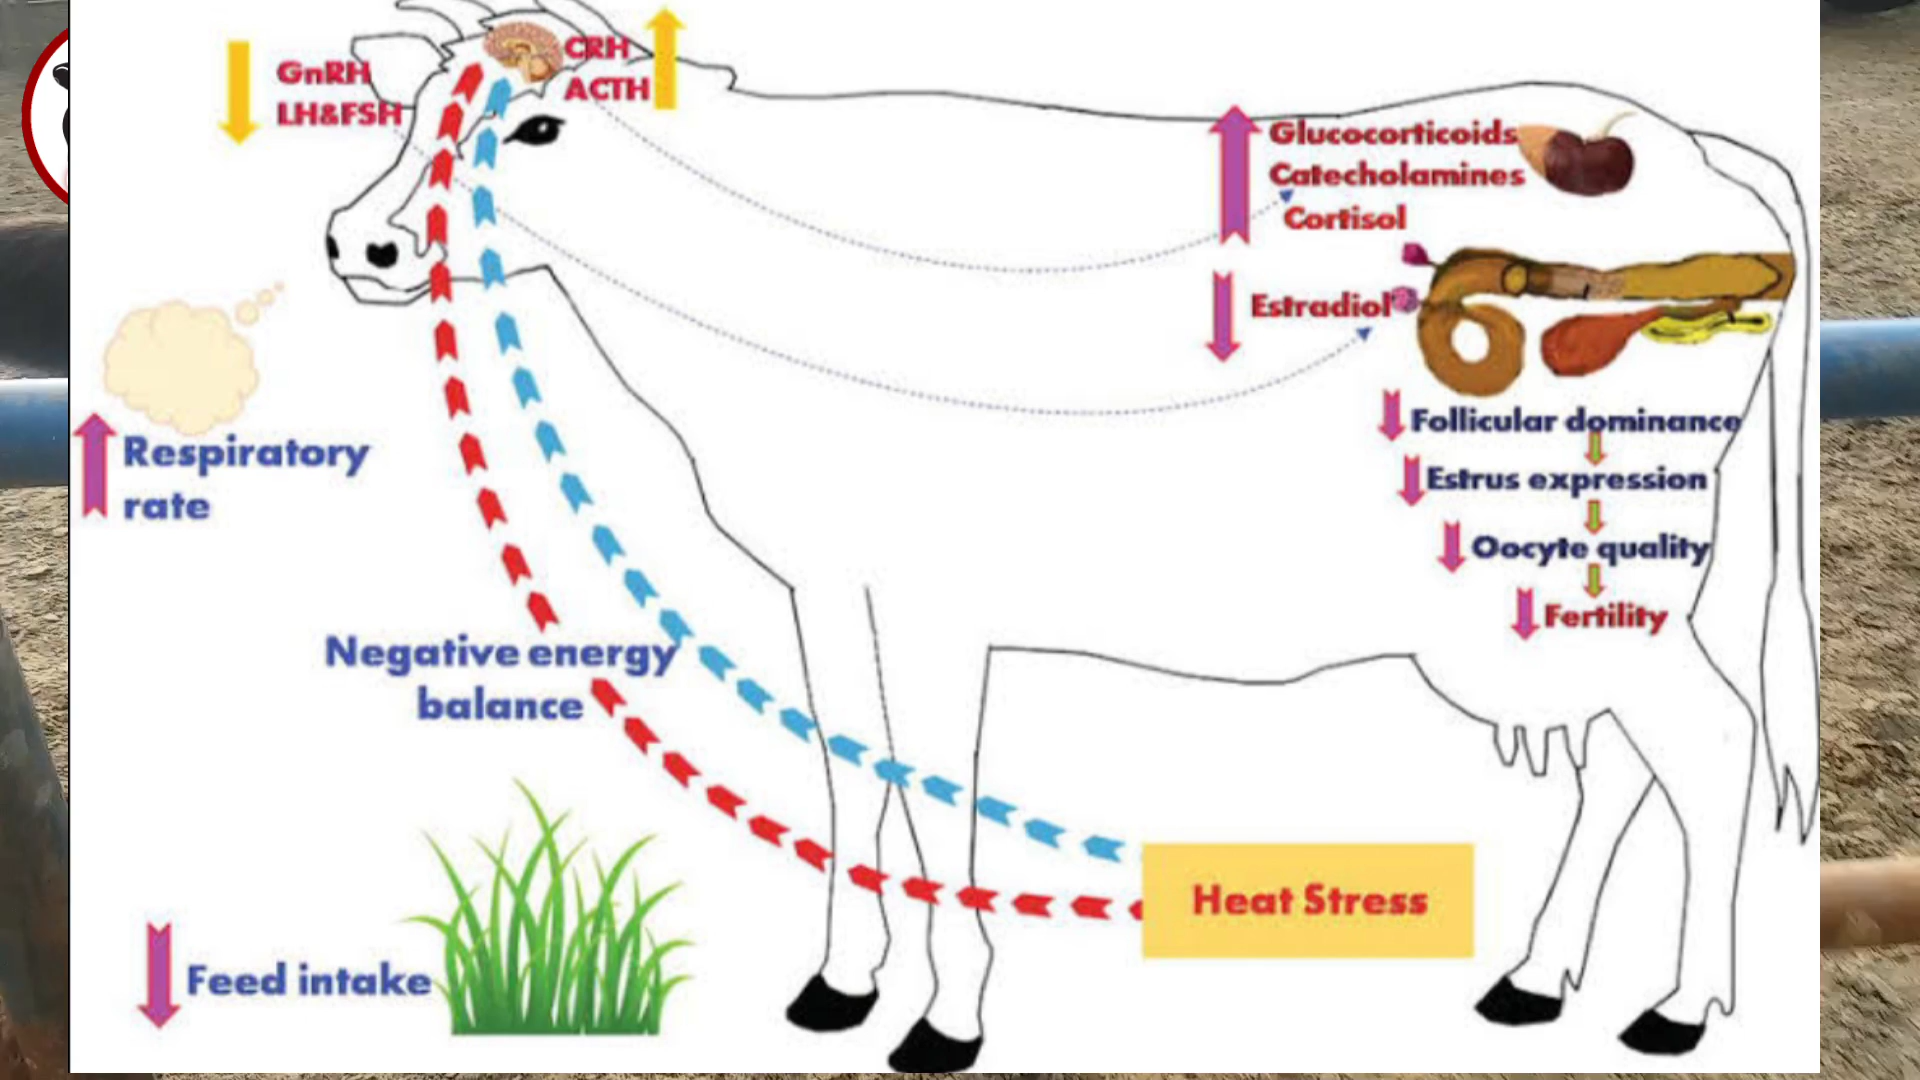 GnRH
LH&FSH
CRH
ACTH
Glucocorticoids
Catecholamines
Cortisol
Estradiol
Follicular dominance
Estrus expression
Oocyte quality
Fertility
Respiratory
rate
Negative energy
balance
Heat Stress
Feed intake